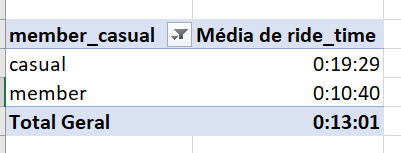 member_casual Média de ride_time
casual 0:19:29
member 0:10:40
Total Geral 0:13:01